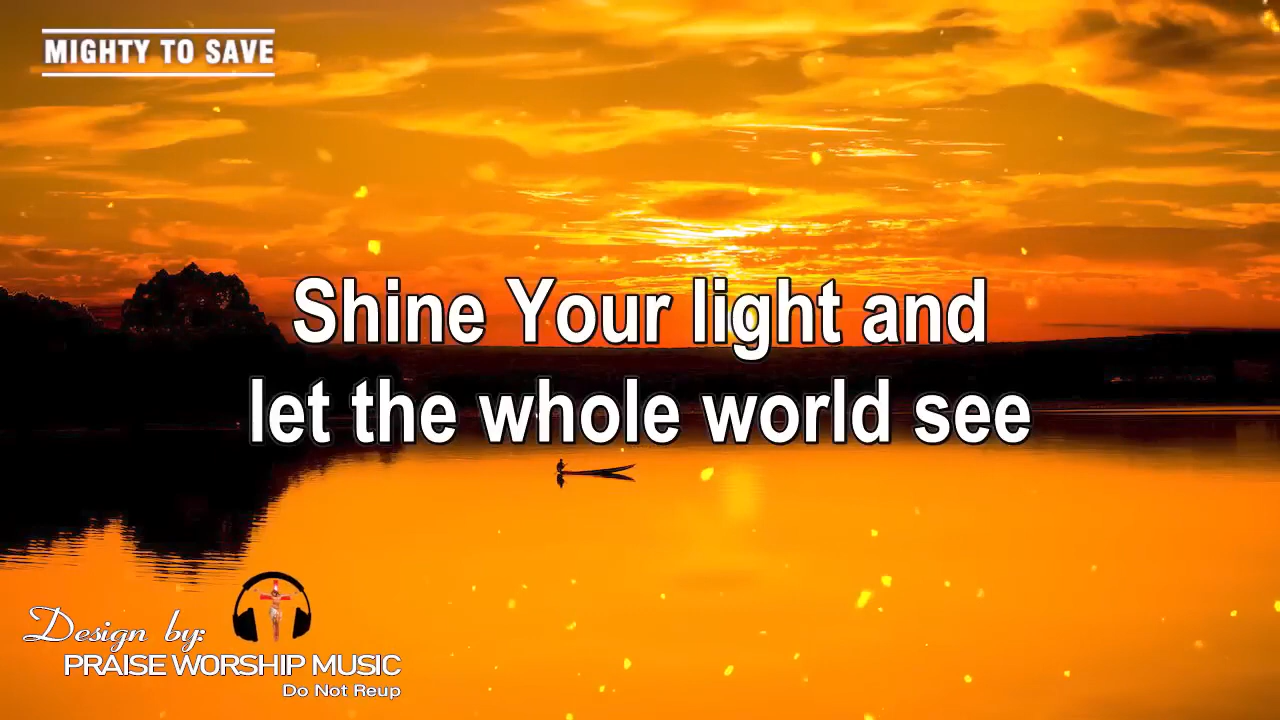 MIGHTY TO SAVE
Shine Your light and
let the whole world see
Design by:
PRAISE WORSHIP MUSIC
Do Not Reup